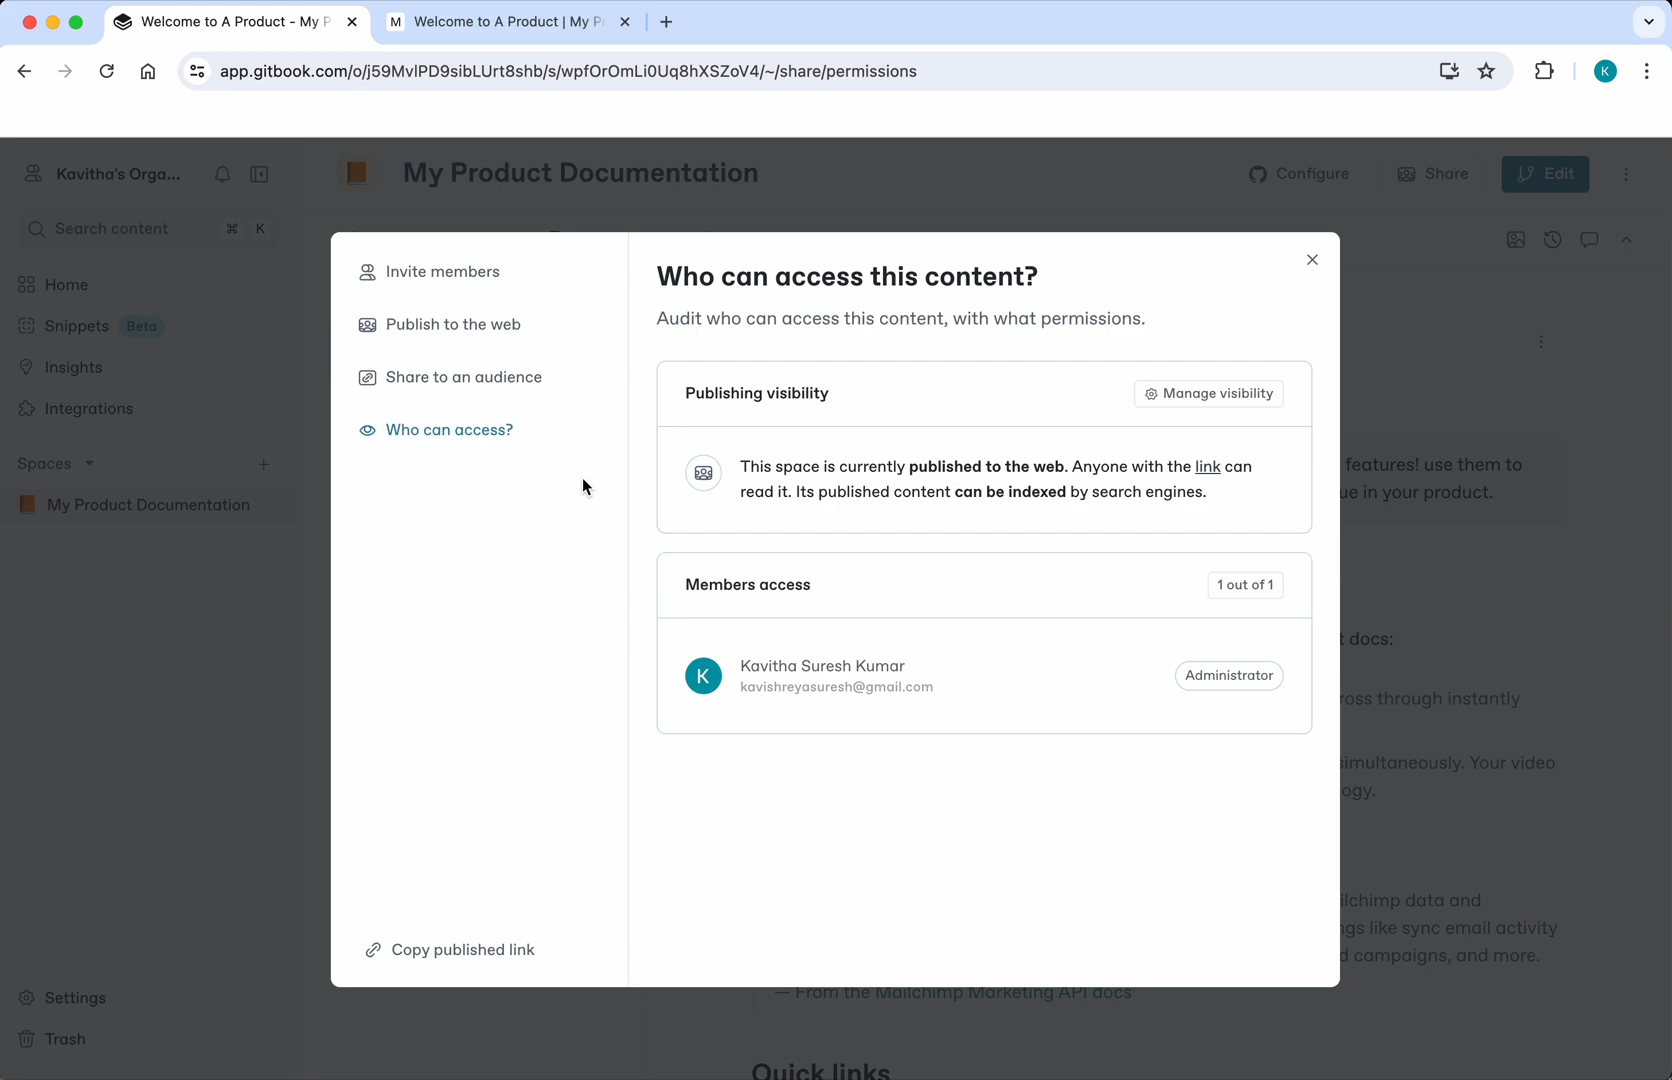 Welcome to A Product - My P
M Welcome to A Product | My P
app.gitbook.com/o/j59MvlPD9sibLUrt8shb/s/wpfOrOmLi0Uq8hXSZoV4/~/share/permissions
K
Kavitha's Orga...
My Product Documentation
Configure
Share
Edit
Search content
⌘ K
Home
Snippets Beta
Insights
Integrations
Spaces
My Product Documentation
Settings
Trash
Invite members
Publish to the web
Share to an audience
Who can access?
Copy published link
Who can access this content?
Audit who can access this content, with what permissions.
Publishing visibility
Manage visibility
This space is currently published to the web. Anyone with the link can
read it. Its published content can be indexed by search engines.
Members access
1 out of 1
K
Kavitha Suresh Kumar
kavishreyasuresh@gmail.com
Administrator
features! use them to
ue in your product.
t docs:
ross through instantly
simultaneously. Your video
ogy.
ilchimp data and
ngs like sync email activity
d campaigns, and more.
— From the Mailchimp Marketing API docs
Quick links